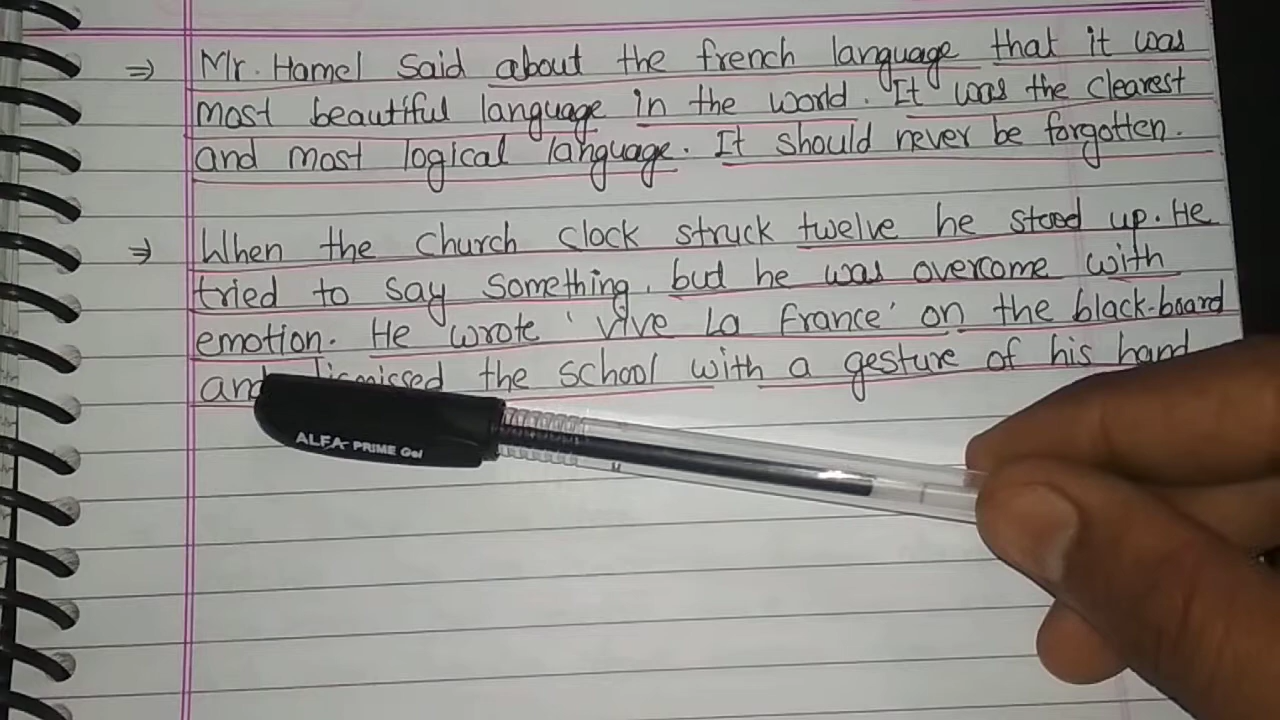 ⇒ Mr. Hamel Said about the french language that it was
most beautiful language in the world. It was the clearest
and most logical language. It should never be forgotten.
⇒ When the Church clock struck twelve he stood up. He
tried to say something, but he was overcome with
emotion. He wrote 'Vive La France' on the black-board
and dismissed the school with a gesture of his hand
ALFA PRIME Gel